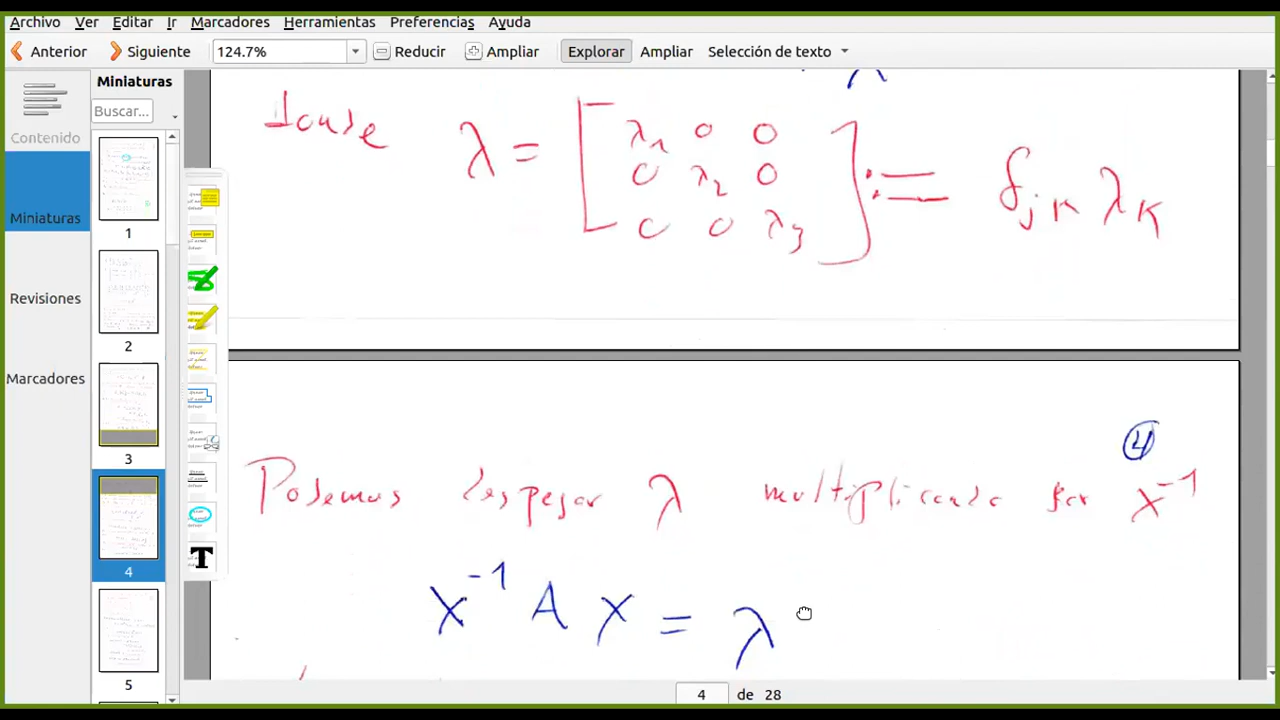 Archivo Ver Editar Ir Marcadores Herramientas Preferencias Ayuda
Anterior Siguiente 124.7% Reducir Ampliar Explorar Ampliar Selección de texto
Miniaturas
Buscar...
Contenido
Miniaturas
Revisiones
Marcadores
1
2
3
4
5
T
λ
donde λ = [ λ1 0 0
0 λ2 0
0 0 λ3 ] := δjk λk
4
Podemos despejar λ multiplicando por X⁻¹
X⁻¹ A X = λ
4 de 28